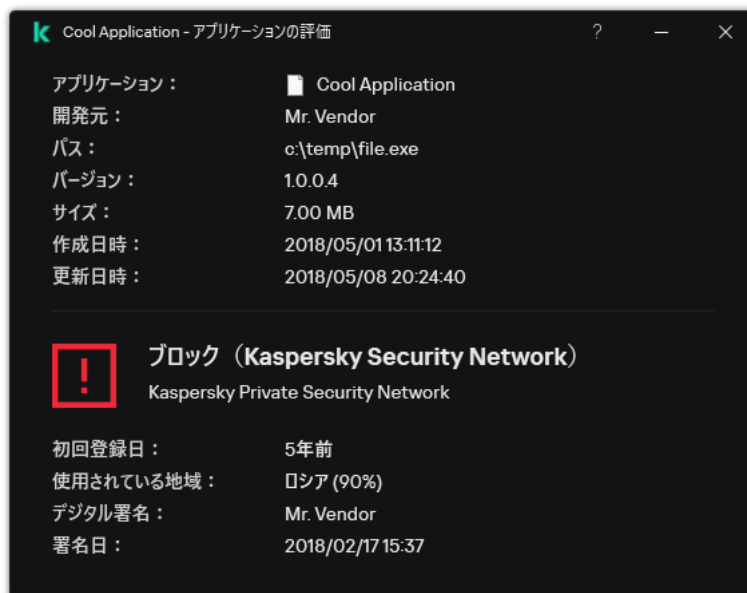 Cool Application - アプリケーションの評価
アプリケーション： Cool Application
開発元： Mr. Vendor
パス： c:\temp\file.exe
バージョン： 1.0.0.4
サイズ： 7.00 MB
作成日時： 2018/05/01 13:11:12
更新日時： 2018/05/08 20:24:40
ブロック（Kaspersky Security Network）
Kaspersky Private Security Network
初回登録日： 5年前
使用されている地域： ロシア (90%)
デジタル署名： Mr. Vendor
署名日： 2018/02/17 15:37